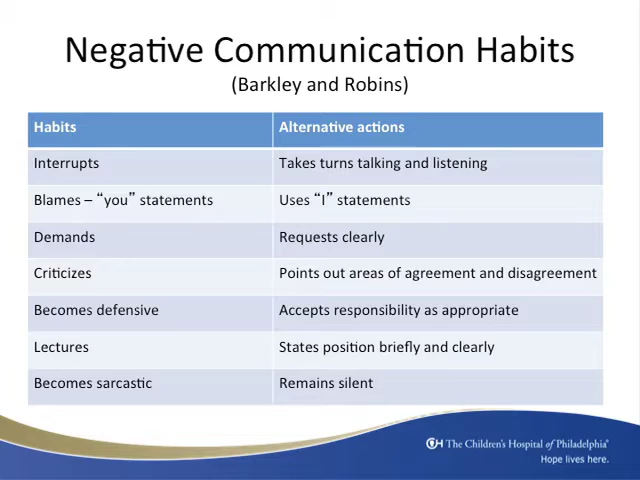 Negative Communication Habits
(Barkley and Robins)
Habits Alternative actions
Interrupts Takes turns talking and listening
Blames – “you” statements Uses “I” statements
Demands Requests clearly
Criticizes Points out areas of agreement and disagreement
Becomes defensive Accepts responsibility as appropriate
Lectures States position briefly and clearly
Becomes sarcastic Remains silent
The Children's Hospital of Philadelphia®
Hope lives here.